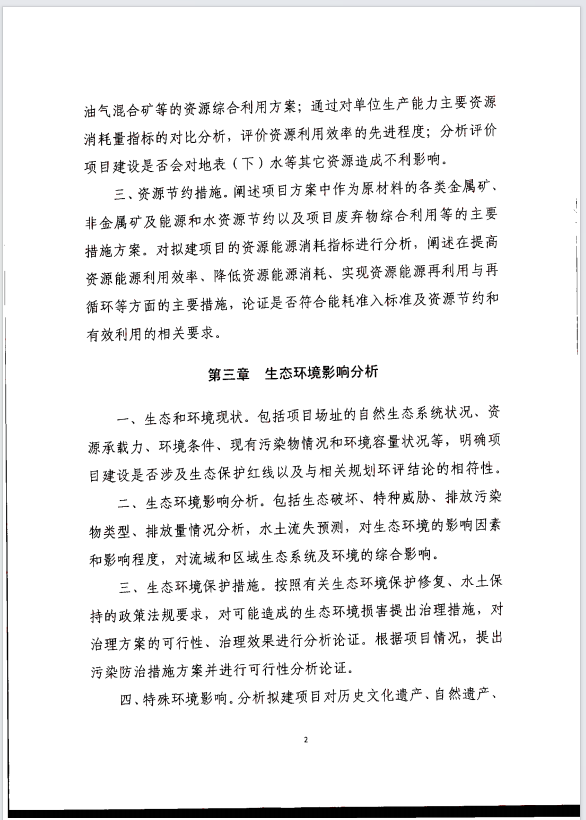 油气混合矿等的资源综合利用方案；通过对单位生产能力主要资源
消耗量指标的对比分析，评价资源利用效率的先进程度；分析评价
项目建设是否会对地表（下）水等其它资源造成不利影响。
三、资源节约措施。阐述项目方案中作为原材料的各类金属矿、
非金属矿及能源和水资源节约以及项目废弃物综合利用等的主要
措施方案。对拟建项目的资源能源消耗指标进行分析，阐述在提高
资源能源利用效率、降低资源能源消耗、实现资源能源再利用与再
循环等方面的主要措施，论证是否符合能耗准入标准及资源节约和
有效利用的相关要求。
第三章 生态环境影响分析
一、生态和环境现状。包括项目场址的自然生态系统状况、资
源承载力、环境条件、现有污染物情况和环境容量状况等，明确项
目建设是否涉及生态保护红线以及与相关规划环评结论的相符性。
二、生态环境影响分析。包括生态破坏、特种威胁、排放污染
物类型、排放量情况分析，水土流失预测，对生态环境的影响因素
和影响程度，对流域和区域生态系统及环境的综合影响。
三、生态环境保护措施。按照有关生态环境保护修复、水土保
持的政策法规要求，对可能造成的生态环境损害提出治理措施，对
治理方案的可行性、治理效果进行分析论证。根据项目情况，提出
污染防治措施方案并进行可行性分析论证。
四、特殊环境影响。分析拟建项目对历史文化遗产、自然遗产、
2